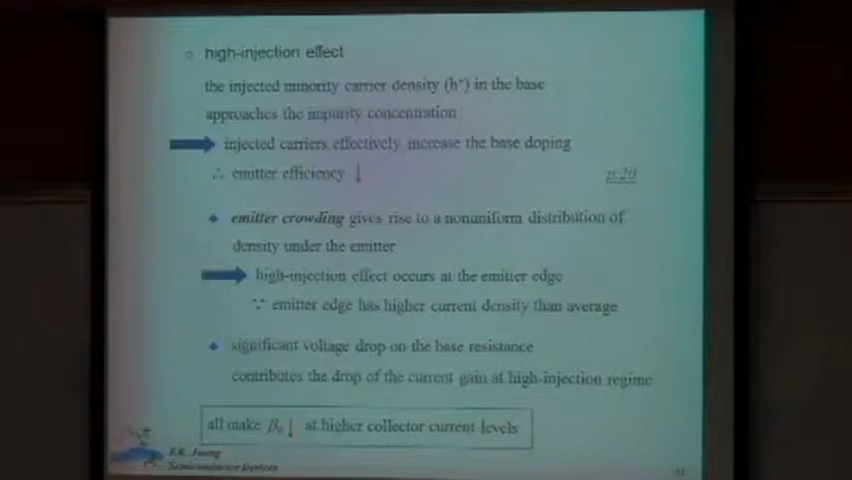 ○ high-injection effect
the injected minority carrier density (h⁺) in the base
approaches the impurity concentration
injected carriers effectively increase the base doping
∴ emitter efficiency ↓
p.20
◆ emitter crowding gives rise to a nonuniform distribution of
density under the emitter
high-injection effect occurs at the emitter edge
∵ emitter edge has higher current density than average
◆ significant voltage drop on the base resistance
contributes the drop of the current gain at high-injection regime
all make β₀ ↓ at higher collector current levels
Semiconductor Devices